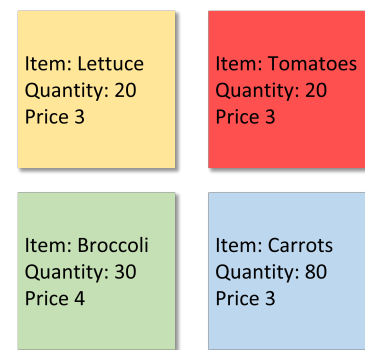 Item: Lettuce
Quantity: 20
Price 3
Item: Tomatoes
Quantity: 20
Price 3
Item: Broccoli
Quantity: 30
Price 4
Item: Carrots
Quantity: 80
Price 3